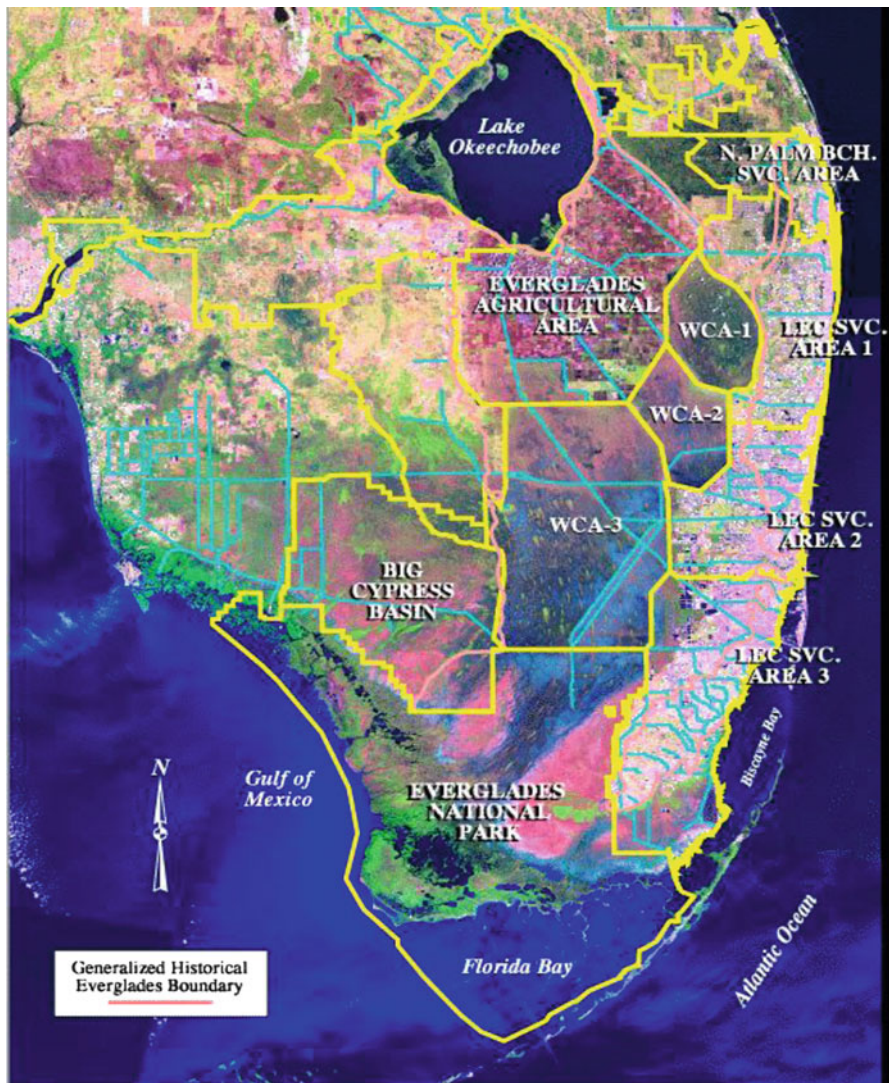 Lake
Okeechobee
N. PALM BCH.
SVC. AREA
EVERGLADES
AGRICULTURAL
AREA
WCA-1
LEC SVC.
AREA 1
WCA-2
WCA-3
LEC SVC.
AREA 2
BIG
CYPRESS
BASIN
LEC SVC.
AREA 3
Biscayne Bay
N
Gulf of
Mexico
EVERGLADES
NATIONAL
PARK
Florida Bay
Atlantic Ocean
Generalized Historical
Everglades Boundary